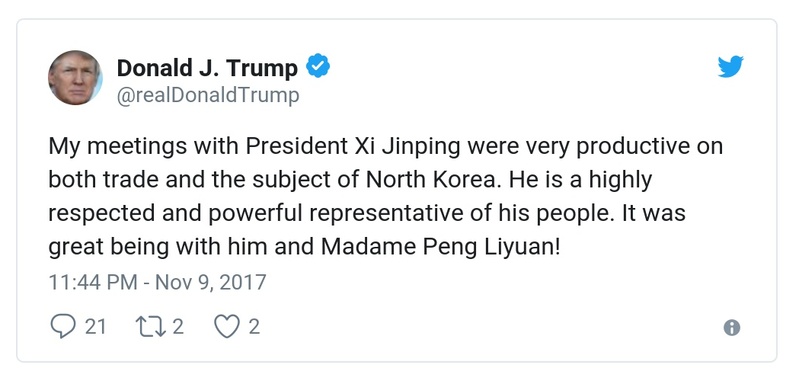 Donald J. Trump
@realDonaldTrump
My meetings with President Xi Jinping were very productive on
both trade and the subject of North Korea. He is a highly
respected and powerful representative of his people. It was
great being with him and Madame Peng Liyuan!
11:44 PM - Nov 9, 2017
21 2 2